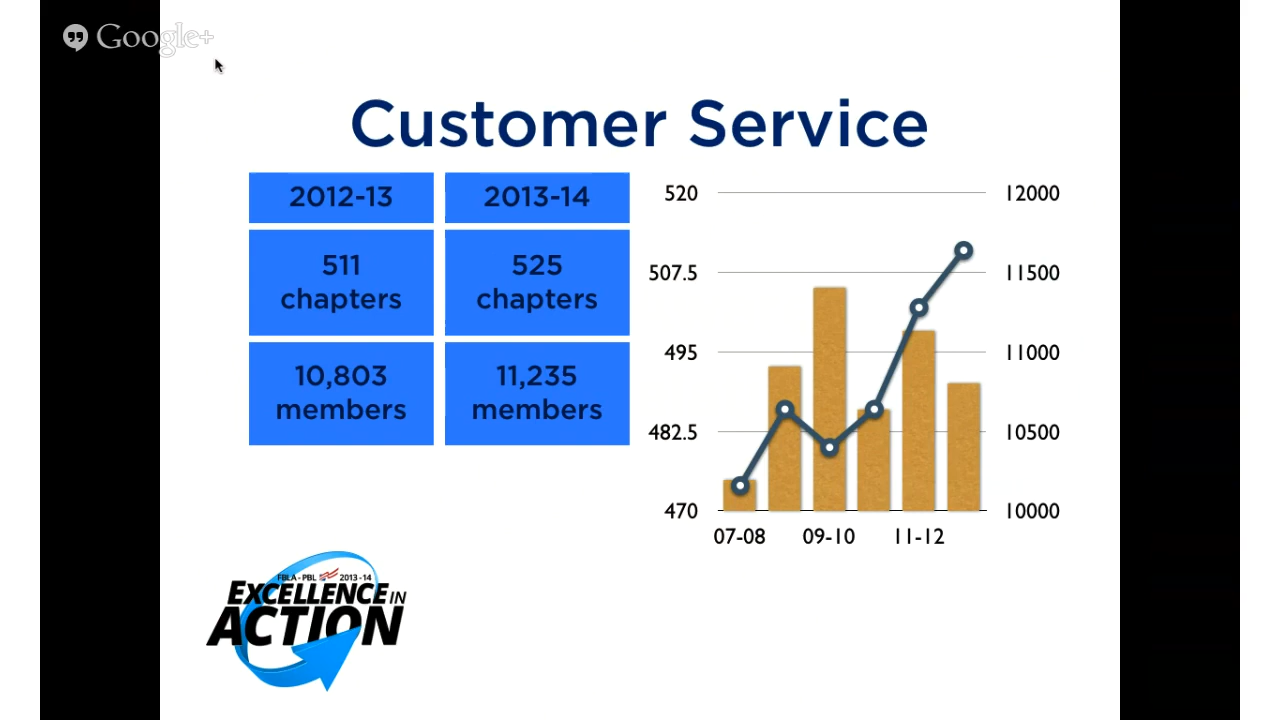 Google+
Customer Service
2012-13
2013-14
511
chapters
525
chapters
10,803
members
11,235
members
520
507.5
495
482.5
470
12000
11500
11000
10500
10000
07-08
09-10
11-12
FBLA-PBL 2013-14
EXCELLENCE IN
ACTION